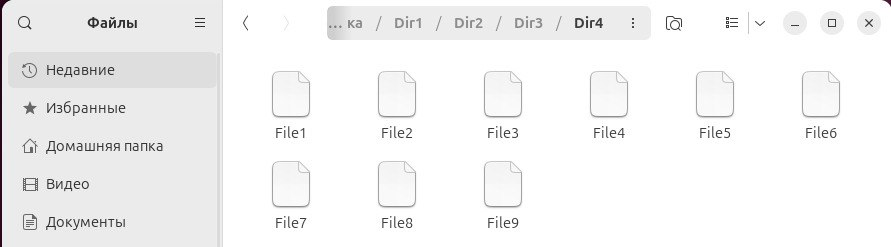 Файлы
… ка / Dir1 / Dir2 / Dir3 / Dir4
Недавние
Избранные
Домашняя папка
Видео
Документы
File1 File2 File3 File4 File5 File6
File7 File8 File9